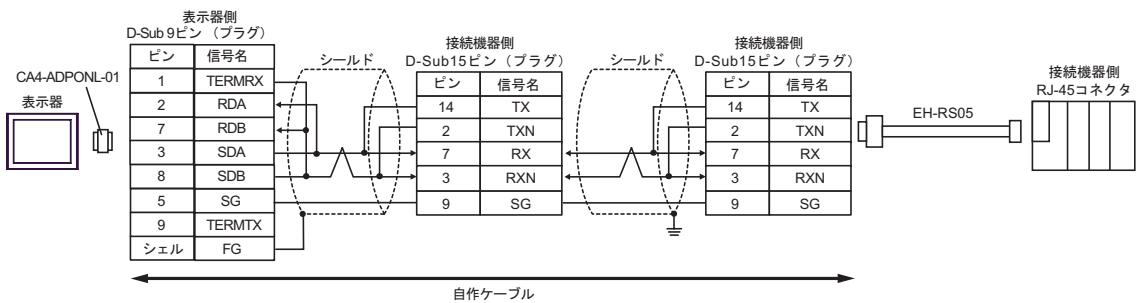 表示器側
D-Sub 9ピン （プラグ）
ピン 信号名
1 TERMRX
2 RDA
7 RDB
3 SDA
8 SDB
5 SG
9 TERMTX
シェル FG
CA4-ADPONL-01
表示器
シールド
接続機器側
D-Sub15ピン（プラグ）
ピン 信号名
14 TX
2 TXN
7 RX
3 RXN
9 SG
シールド
接続機器側
D-Sub15ピン（プラグ）
ピン 信号名
14 TX
2 TXN
7 RX
3 RXN
9 SG
EH-RS05
接続機器側
RJ-45コネクタ
自作ケーブル